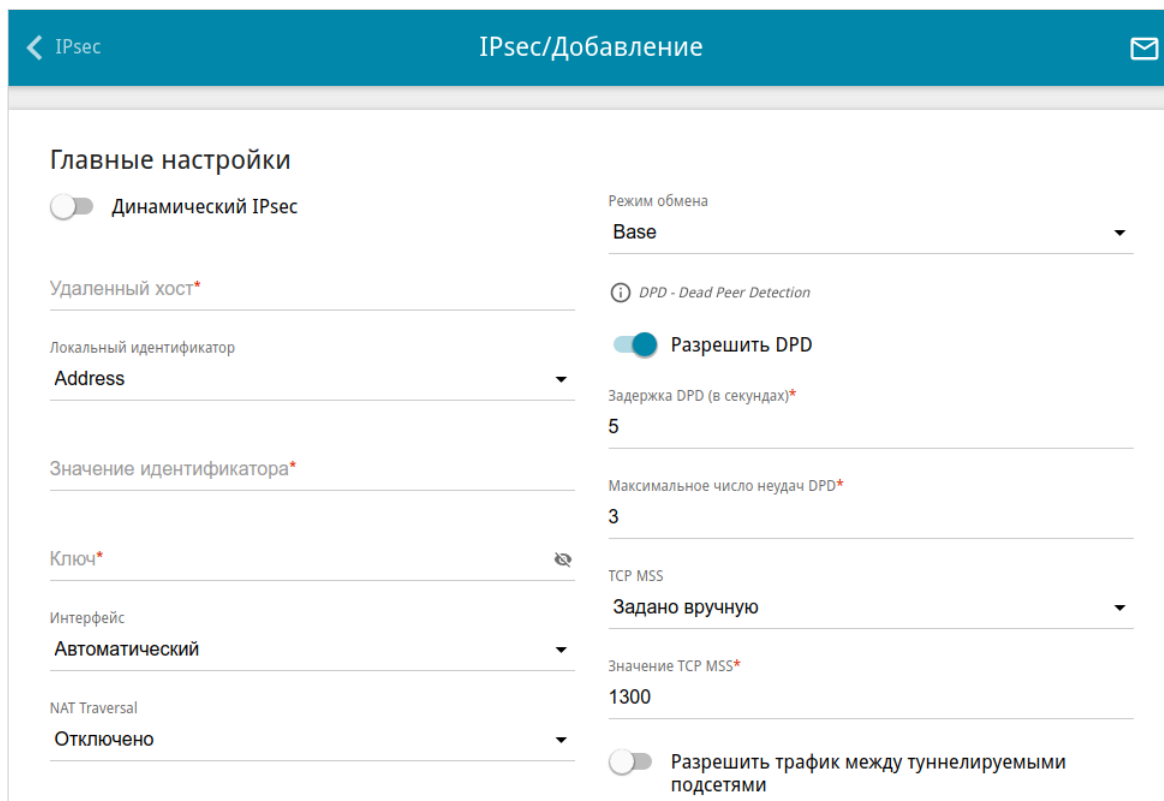 IPsec
IPsec/Добавление
Главные настройки
Динамический IPsec
Удаленный хост*
Локальный идентификатор
Address
Значение идентификатора*
Ключ*
Интерфейс
Автоматический
NAT Traversal
Отключено
Режим обмена
Base
DPD - Dead Peer Detection
Разрешить DPD
Задержка DPD (в секундах)*
5
Максимальное число неудач DPD*
3
TCP MSS
Задано вручную
Значение TCP MSS*
1300
Разрешить трафик между туннелируемыми
подсетями